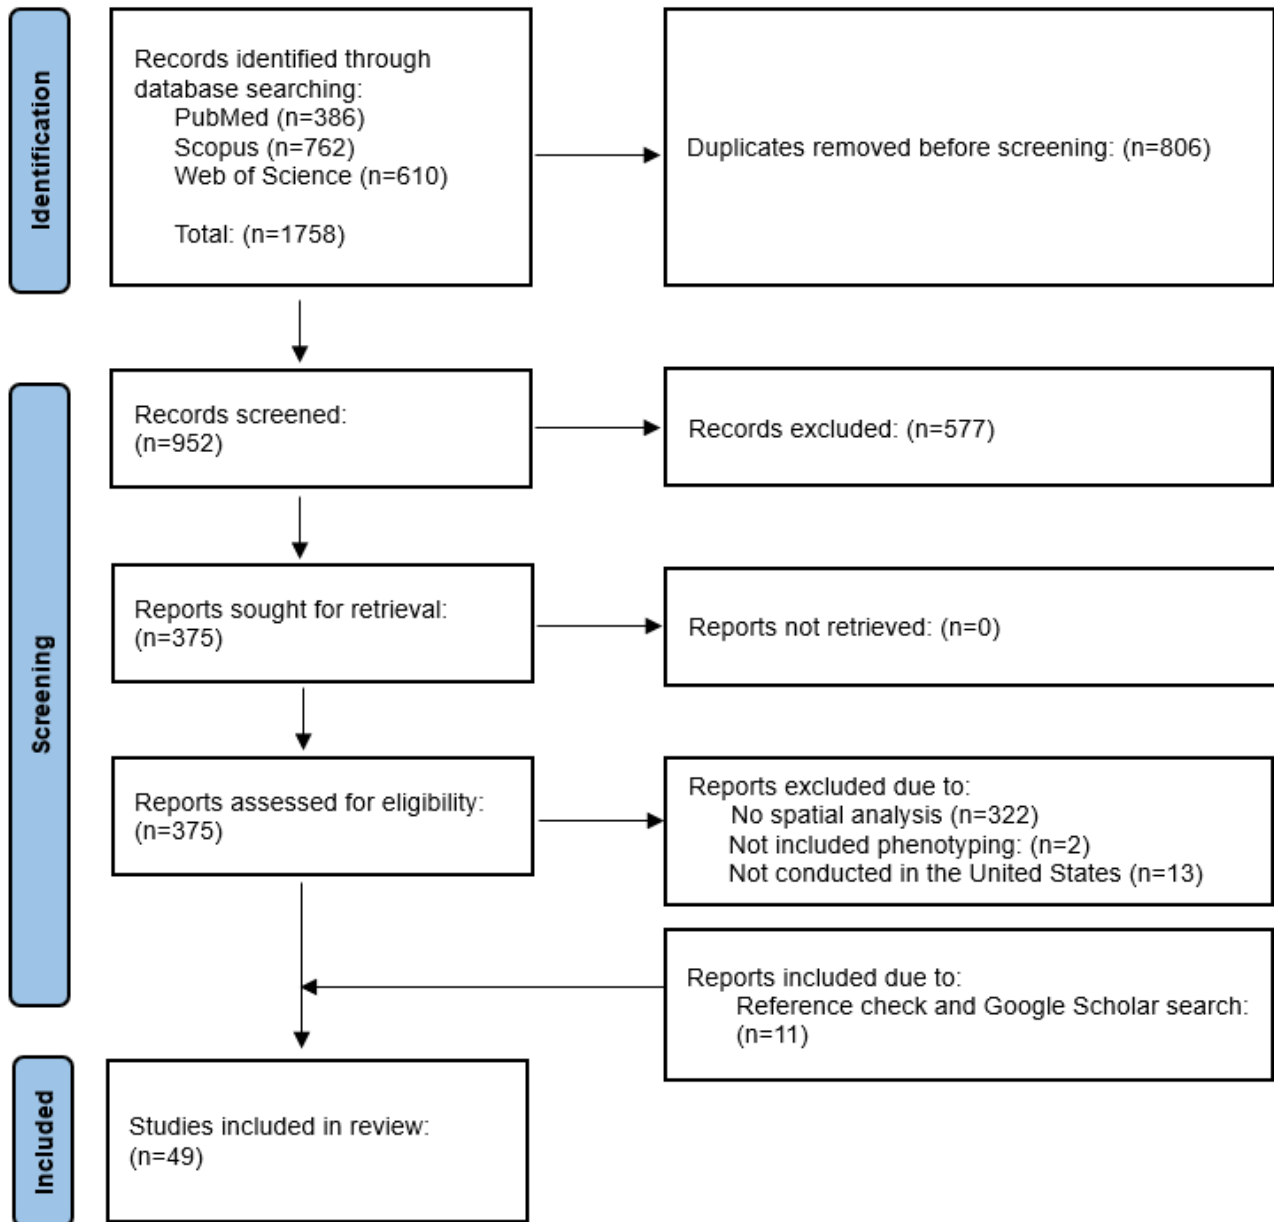 Identification
Records identified through
database searching:
PubMed (n=386)
Scopus (n=762)
Web of Science (n=610)
Total: (n=1758)
Duplicates removed before screening: (n=806)
Screening
Records screened:
(n=952)
Records excluded: (n=577)
Reports sought for retrieval:
(n=375)
Reports not retrieved: (n=0)
Reports assessed for eligibility:
(n=375)
Reports excluded due to:
No spatial analysis (n=322)
Not included phenotyping: (n=2)
Not conducted in the United States (n=13)
Reports included due to:
Reference check and Google Scholar search:
(n=11)
Included
Studies included in review:
(n=49)